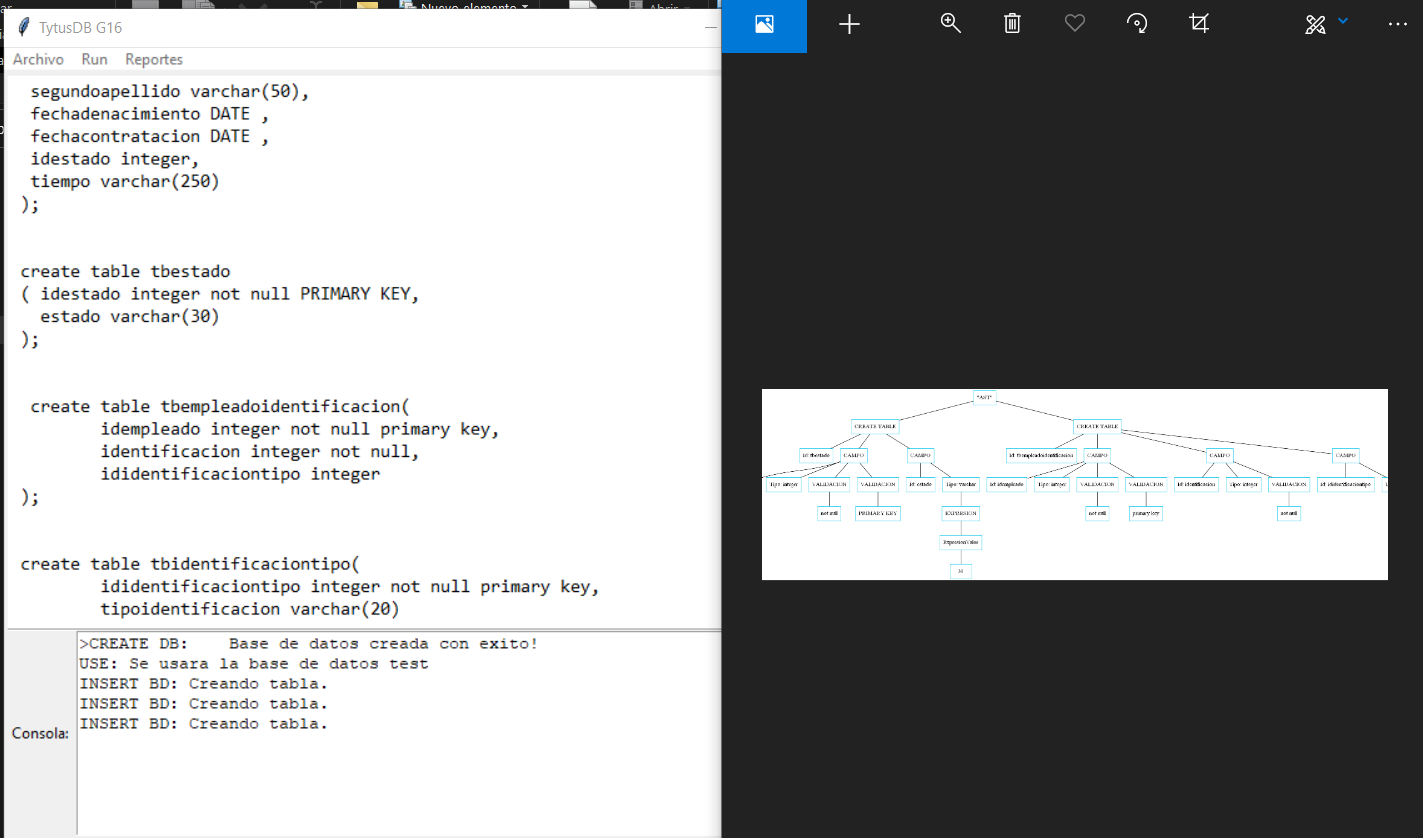 Nuevo elemento
Abrir
TytusDB G16
Archivo Run Reportes
segundoapellido varchar(50),
fechadenacimiento DATE ,
fechacontratacion DATE ,
idestado integer,
tiempo varchar(250)
);
create table tbestado
( idestado integer not null PRIMARY KEY,
estado varchar(30)
);
create table tbempleadoidentificacion(
idempleado integer not null primary key,
identificacion integer not null,
ididentificaciontipo integer
);
create table tbidentificaciontipo(
ididentificaciontipo integer not null primary key,
tipoidentificacion varchar(20)
Consola:
>CREATE DB: Base de datos creada con exito!
USE: Se usara la base de datos test
INSERT BD: Creando tabla.
INSERT BD: Creando tabla.
INSERT BD: Creando tabla.
"AST"
CREATE TABLE CREATE TABLE
Id: tbestado CAMPO CAMPO Id: tbempleadoidentificacion CAMPO CAMPO CAMPO
Tipo: integer VALIDACION VALIDACION Id: estado Tipo: varchar Id: idempleado Tipo: integer VALIDACION VALIDACION Id: identificacion Tipo: integer VALIDACION Id: ididentificaciontipo
not null PRIMARY KEY EXPRESION not null primary key not null
ExpresionValor
30